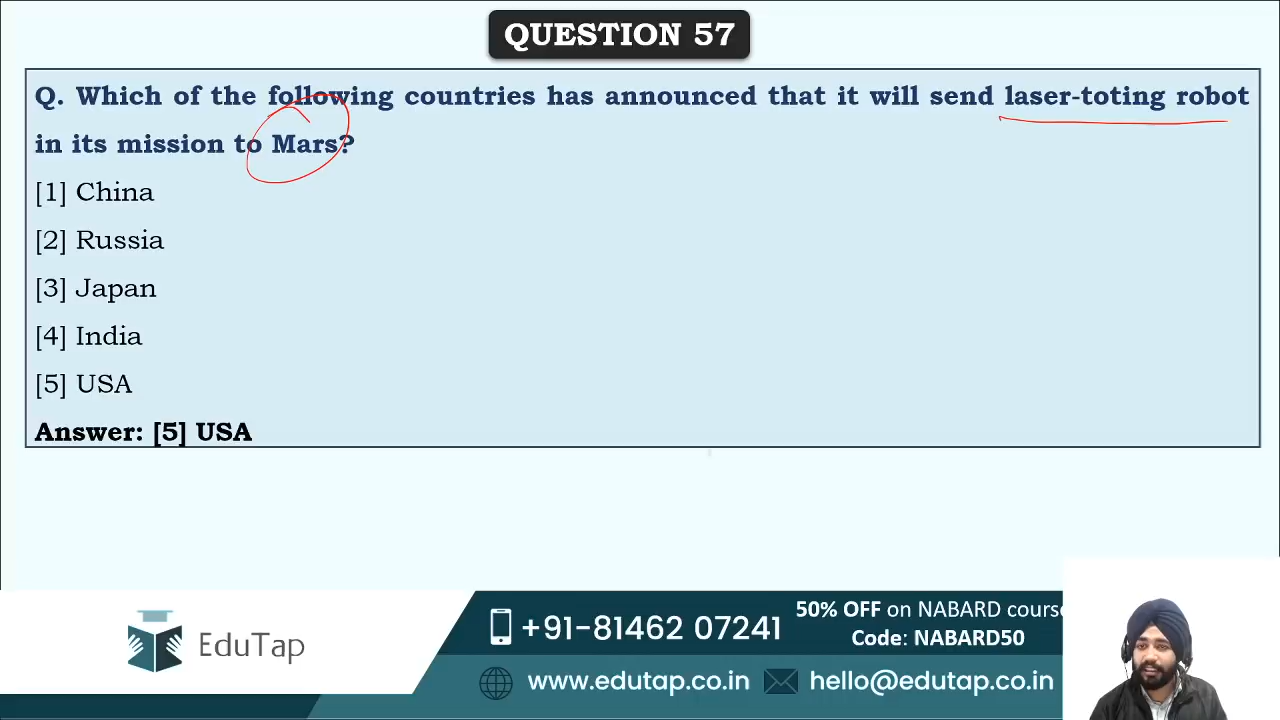 QUESTION 57
Q. Which of the following countries has announced that it will send laser-toting robot
in its mission to Mars?
[1] China
[2] Russia
[3] Japan
[4] India
[5] USA
Answer: [5] USA
EduTap
+91-81462 07241
50% OFF on NABARD course
Code: NABARD50
www.edutap.co.in
hello@edutap.co.in